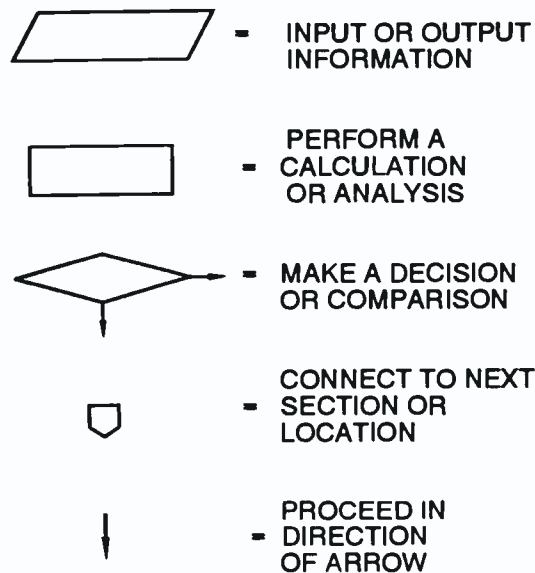 = INPUT OR OUTPUT
INFORMATION
PERFORM A
= CALCULATION
OR ANALYSIS
= MAKE A DECISION
OR COMPARISON
CONNECT TO NEXT
= SECTION OR
LOCATION
PROCEED IN
= DIRECTION
OF ARROW